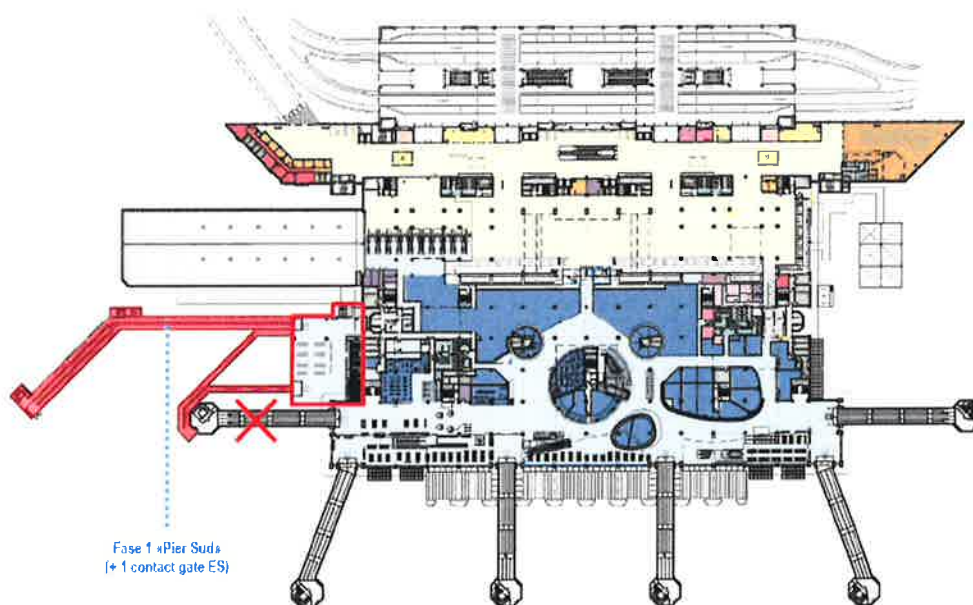 Fase 1 «Pier Sud»
(+ 1 contact gate ES)